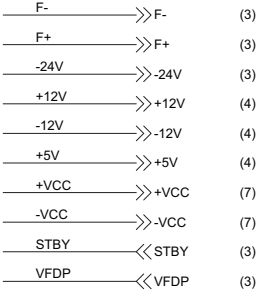 F- F- (3)
F+ F+ (3)
-24V -24V (3)
+12V +12V (4)
-12V -12V (4)
+5V +5V (4)
+VCC +VCC (7)
-VCC -VCC (7)
STBY STBY (3)
VFDP VFDP (3)